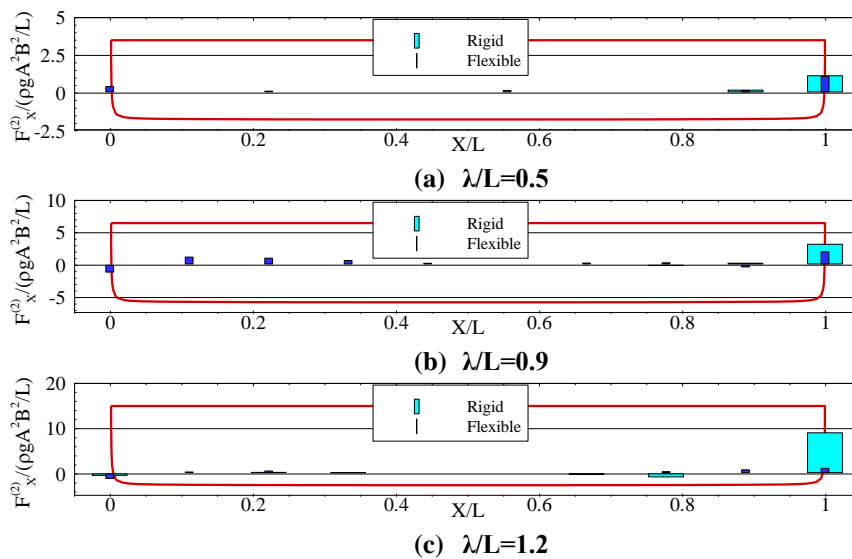 5
2.5
0
-2.5
F_X^(2)/(ρgA²B²/L)
Rigid
Flexible
0 0.2 0.4 0.6 0.8 1
X/L
(a) λ/L=0.5
10
5
0
-5
F_X^(2)/(ρgA²B²/L)
Rigid
Flexible
0 0.2 0.4 0.6 0.8 1
X/L
(b) λ/L=0.9
20
10
0
F_X^(2)/(ρgA²B²/L)
Rigid
Flexible
0 0.2 0.4 0.6 0.8 1
X/L
(c) λ/L=1.2